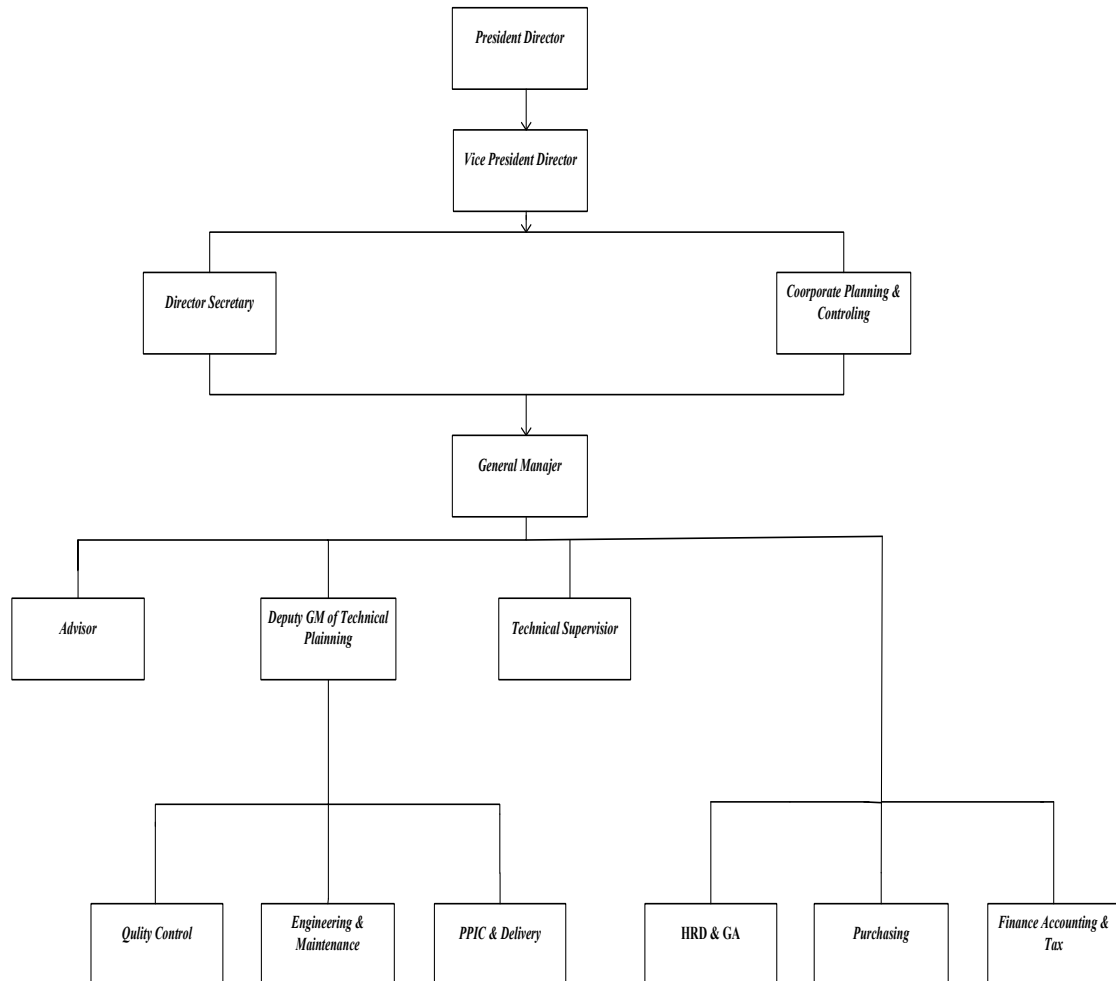 President Director
Vice President Director
Director Secretary
Coorporate Planning &
Controling
General Manajer
Advisor
Deputy GM of Technical
Plainning
Technical Supervisior
Qulity Control
Engineering &
Maintenance
PPIC & Delivery
HRD & GA
Purchasing
Finance Accounting &
Tax